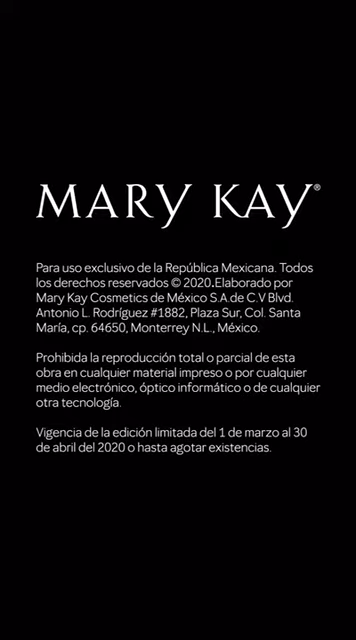 MARY KAY®
Para uso exclusivo de la República Mexicana. Todos
los derechos reservados © 2020.Elaborado por
Mary Kay Cosmetics de México S.A.de C.V Blvd.
Antonio L. Rodríguez #1882, Plaza Sur, Col. Santa
María, cp. 64650, Monterrey N.L., México.
Prohibida la reproducción total o parcial de esta
obra en cualquier material impreso o por cualquier
medio electrónico, óptico informático o de cualquier
otra tecnología.
Vigencia de la edición limitada del 1 de marzo al 30
de abril del 2020 o hasta agotar existencias.